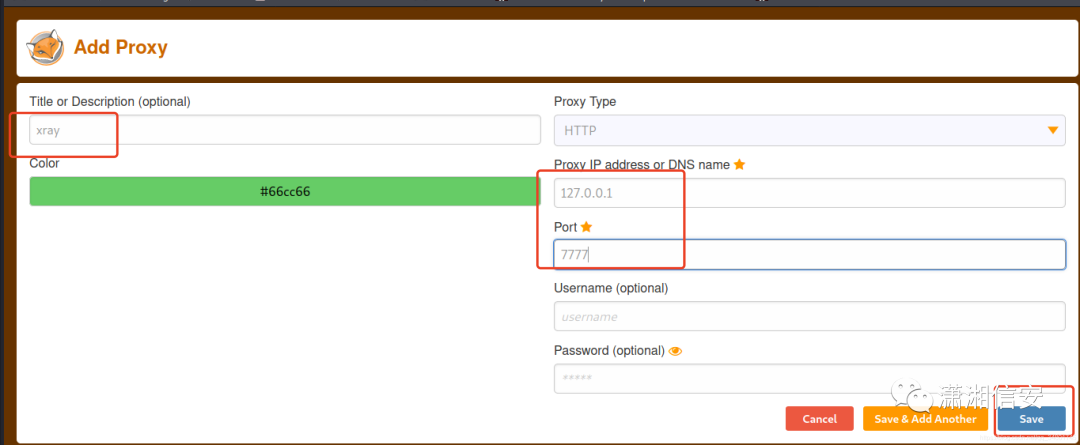 Add Proxy
Title or Description (optional)
xray
Color
#66cc66
Proxy Type
HTTP
Proxy IP address or DNS name
127.0.0.1
Port
7777
Username (optional)
username
Password (optional)
*****
Cancel
Save & Add Another
Save
潇湘信安